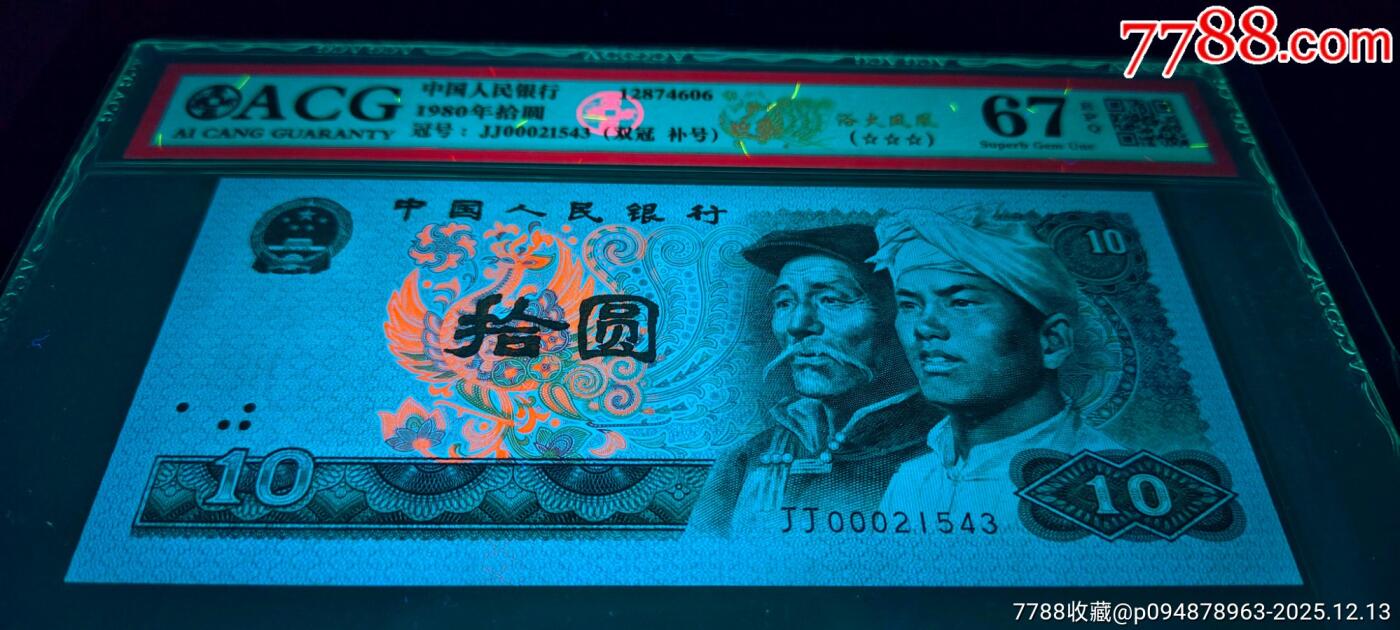 7788.com
ACG
AI CANG GUARANTY
中国人民银行
1980年拾圆
冠号：JJ00021543（双冠 补号）
12874606
浴火凤凰
（☆☆☆）
67
EPQ
Superb Gem Unc
中国人民银行
10
拾圆
10
JJ00021543
10
7788收藏@p094878963-2025.12.13